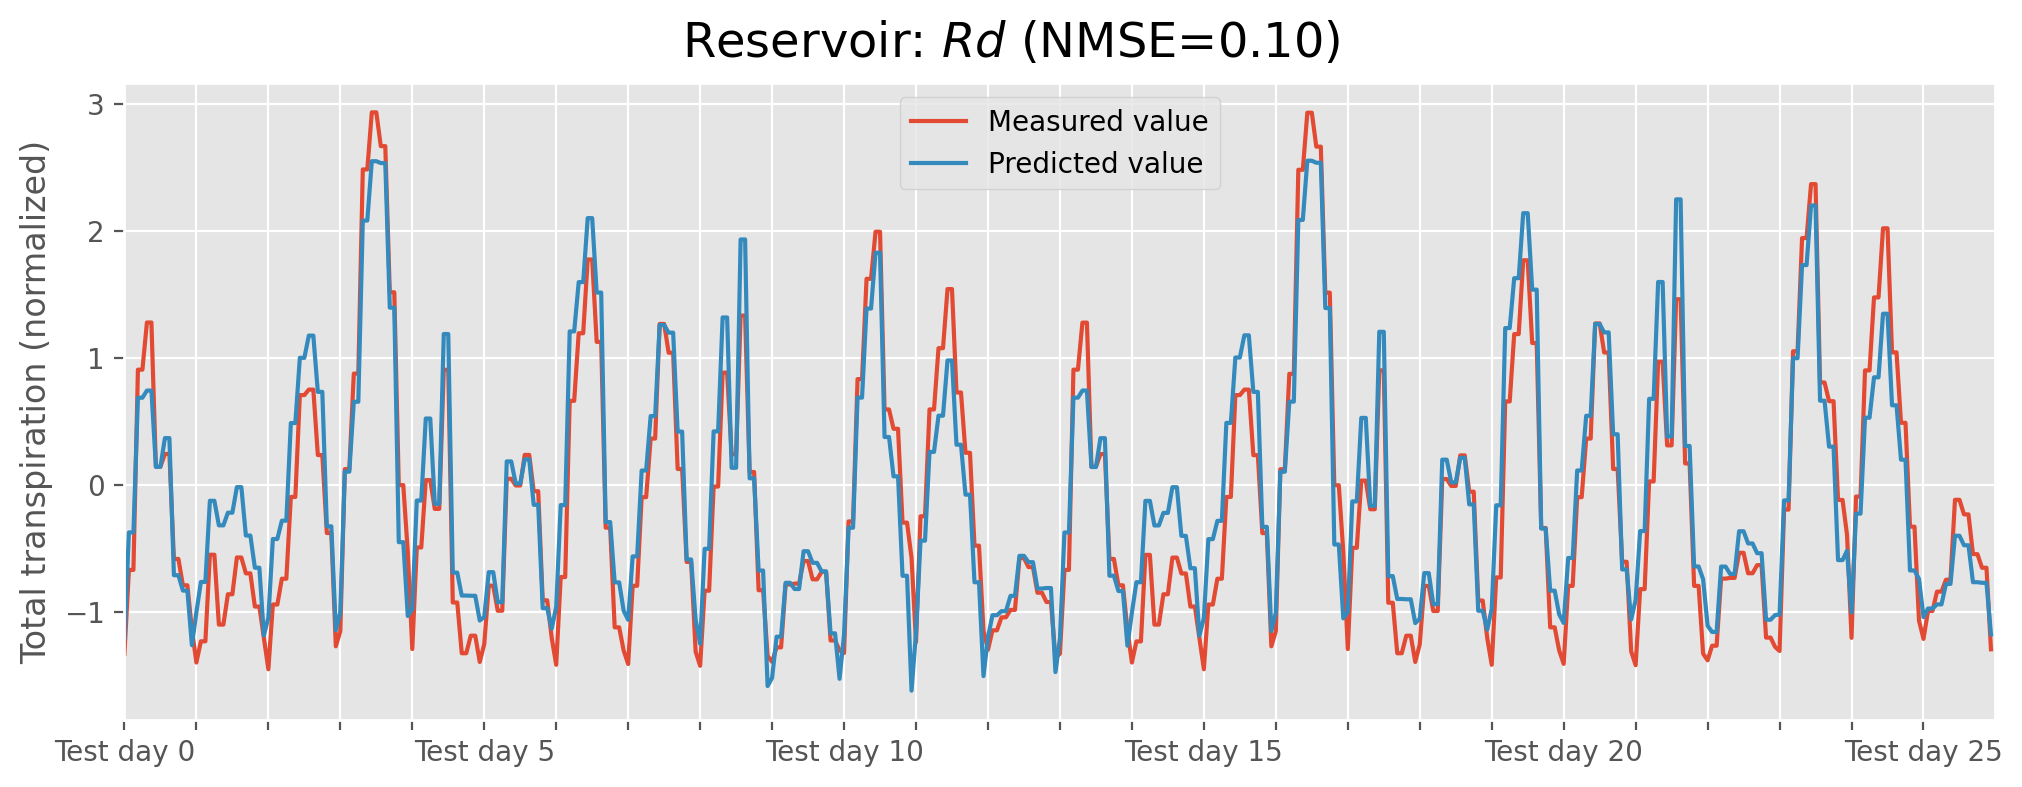 Reservoir: Rd (NMSE=0.10)
Measured value
Predicted value
Total transpiration (normalized)
3
2
1
0
−1
Test day 0
Test day 5
Test day 10
Test day 15
Test day 20
Test day 25